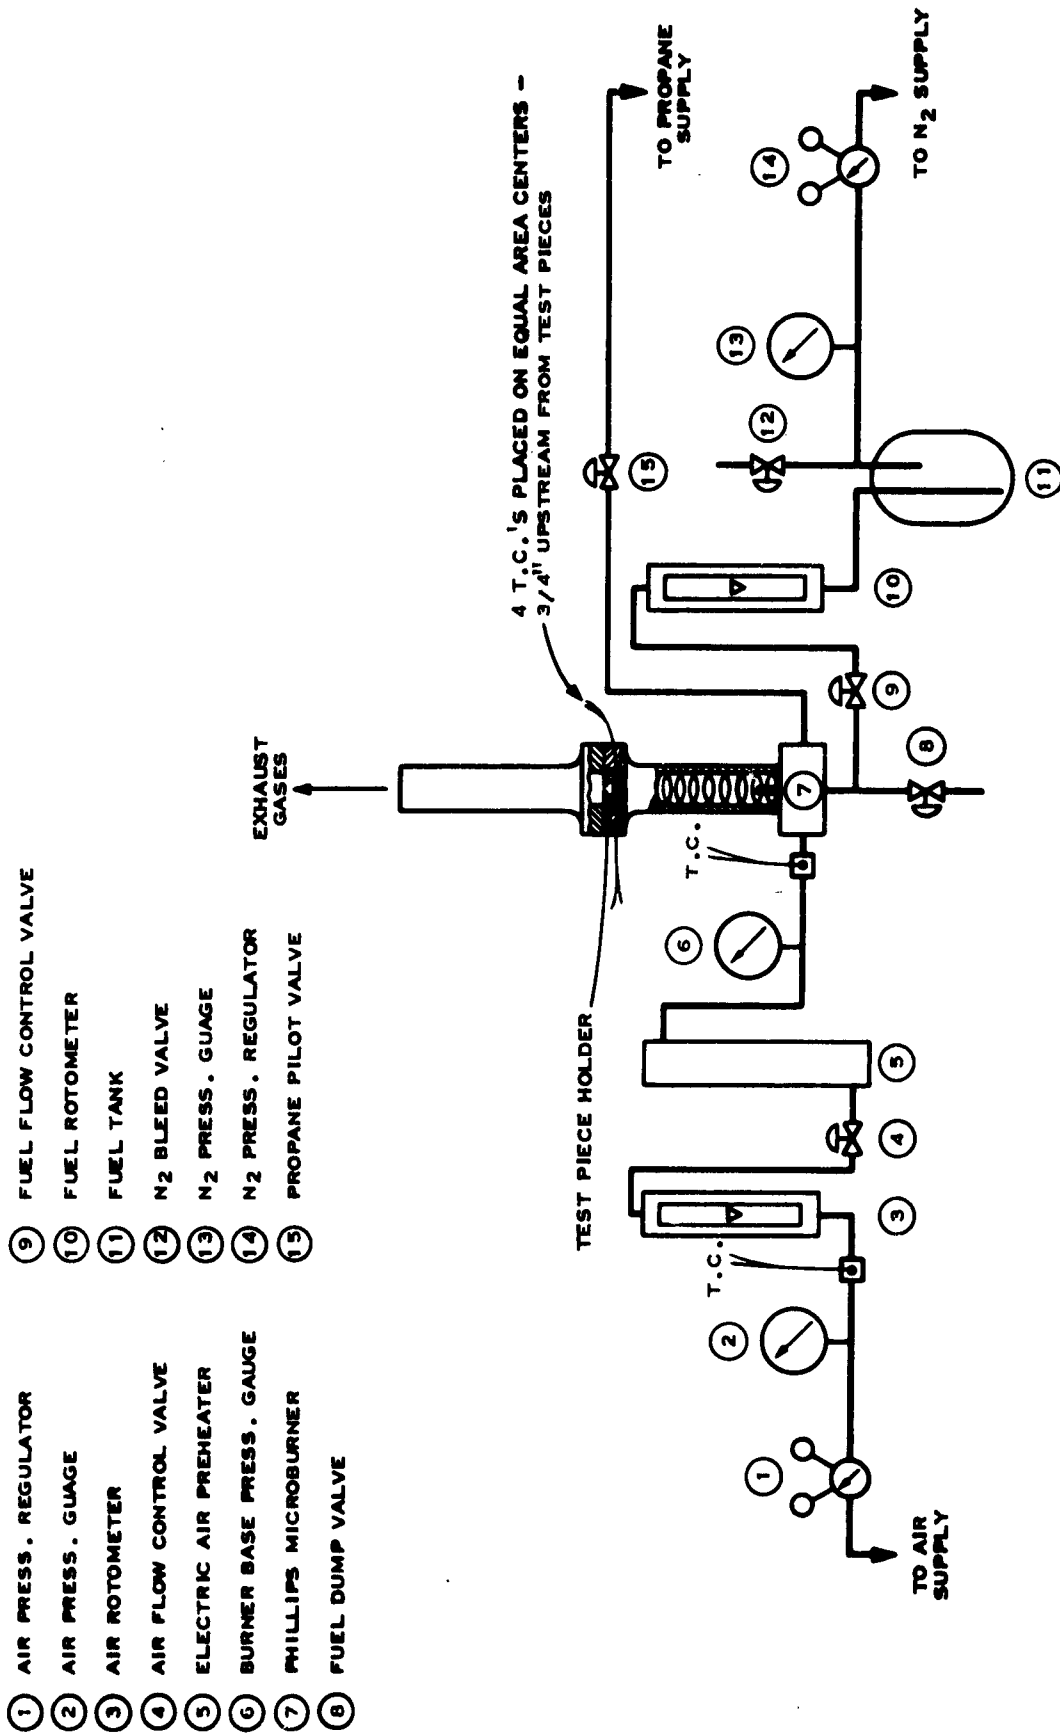 ① AIR PRESS. REGULATOR
② AIR PRESS. GUAGE
③ AIR ROTOMETER
④ AIR FLOW CONTROL VALVE
⑤ ELECTRIC AIR PREHEATER
⑥ BURNER BASE PRESS. GAUGE
⑦ PHILLIPS MICROBURNER
⑧ FUEL DUMP VALVE
⑨ FUEL FLOW CONTROL VALVE
⑩ FUEL ROTOMETER
⑪ FUEL TANK
⑫ N2 BLEED VALVE
⑬ N2 PRESS. GUAGE
⑭ N2 PRESS. REGULATOR
⑮ PROPANE PILOT VALVE
EXHAUST
GASES
4 T.C.'S PLACED ON EQUAL AREA CENTERS -
3/4" UPSTREAM FROM TEST PIECES
TEST PIECE HOLDER
TO PROPANE
SUPPLY
T.C.
T.C.
①
②
③
④
⑤
⑥
⑦
⑧
⑨
⑩
⑪
⑫
⑬
⑭
⑮
TO AIR
SUPPLY
TO N2 SUPPLY